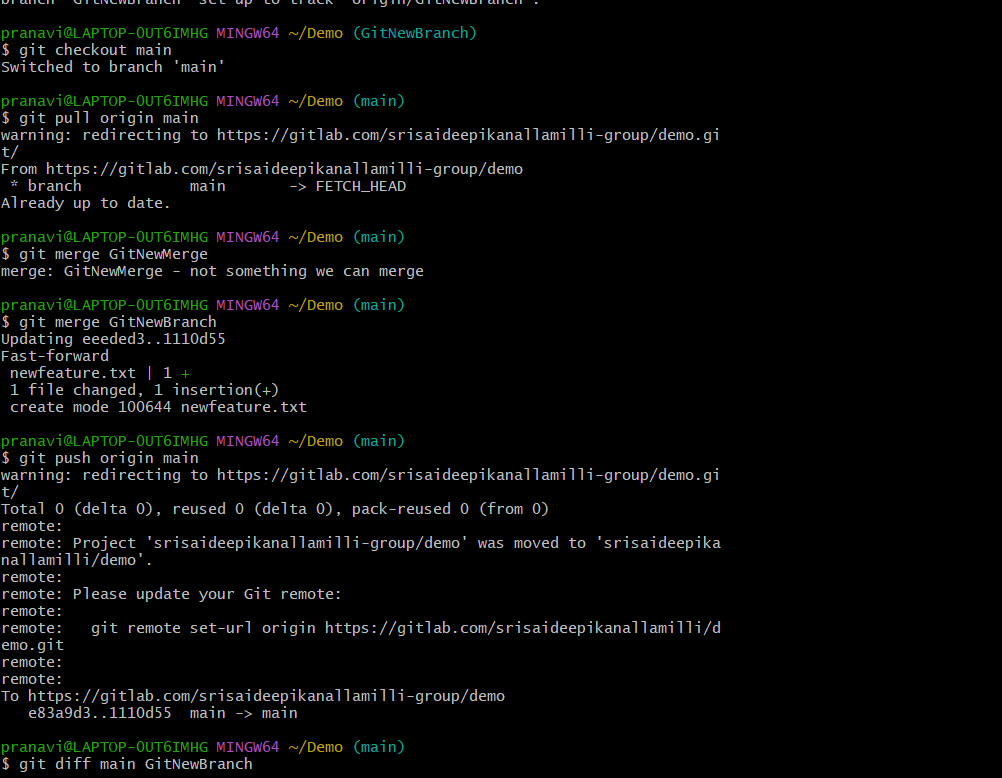 branch 'GitNewBranch' set up to track 'origin/GitNewBranch'.
pranavi@LAPTOP-OUT6IMHG MINGW64 ~/Demo (GitNewBranch)
$ git checkout main
Switched to branch 'main'
pranavi@LAPTOP-OUT6IMHG MINGW64 ~/Demo (main)
$ git pull origin main
warning: redirecting to https://gitlab.com/srisaideepikanallamilli-group/demo.gi
t/
From https://gitlab.com/srisaideepikanallamilli-group/demo
 * branch            main       -> FETCH_HEAD
Already up to date.
pranavi@LAPTOP-OUT6IMHG MINGW64 ~/Demo (main)
$ git merge GitNewMerge
merge: GitNewMerge - not something we can merge
pranavi@LAPTOP-OUT6IMHG MINGW64 ~/Demo (main)
$ git merge GitNewBranch
Updating eeeded3..1110d55
Fast-forward
 newfeature.txt | 1 +
 1 file changed, 1 insertion(+)
 create mode 100644 newfeature.txt
pranavi@LAPTOP-OUT6IMHG MINGW64 ~/Demo (main)
$ git push origin main
warning: redirecting to https://gitlab.com/srisaideepikanallamilli-group/demo.gi
t/
Total 0 (delta 0), reused 0 (delta 0), pack-reused 0 (from 0)
remote:
remote: Project 'srisaideepikanallamilli-group/demo' was moved to 'srisaideepika
nallamilli/demo'.
remote:
remote: Please update your Git remote:
remote:
remote:   git remote set-url origin https://gitlab.com/srisaideepikanallamilli/d
emo.git
remote:
remote:
To https://gitlab.com/srisaideepikanallamilli-group/demo
   e83a9d3..1110d55  main -> main
pranavi@LAPTOP-OUT6IMHG MINGW64 ~/Demo (main)
$ git diff main GitNewBranch